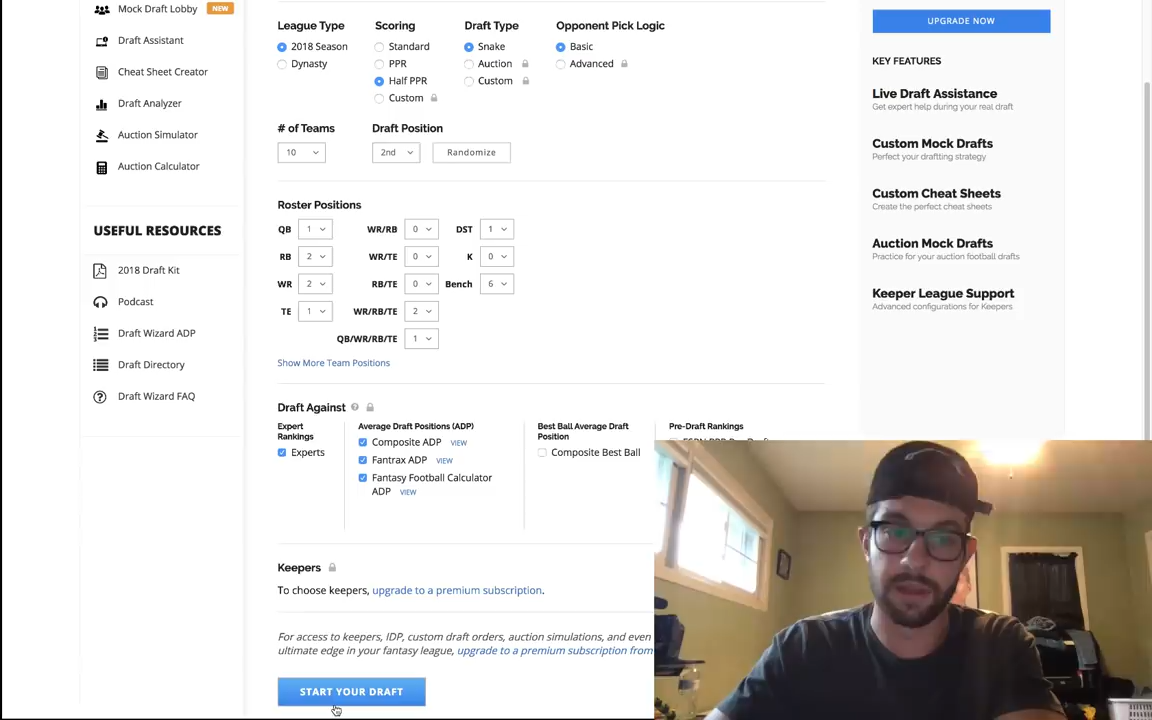 Mock Draft Lobby NEW
Draft Assistant
Cheat Sheet Creator
Draft Analyzer
Auction Simulator
Auction Calculator
USEFUL RESOURCES
2018 Draft Kit
Podcast
Draft Wizard ADP
Draft Directory
Draft Wizard FAQ
League Type
2018 Season
Dynasty
Scoring
Standard
PPR
Half PPR
Custom
Draft Type
Snake
Auction
Custom
Opponent Pick Logic
Basic
Advanced
# of Teams
10
Draft Position
2nd
Randomize
Roster Positions
QB 1 WR/RB 0 DST 1
RB 2 WR/TE 0 K 0
WR 2 RB/TE 0 Bench 6
TE 1 WR/RB/TE 2
QB/WR/RB/TE 1
Show More Team Positions
Draft Against ?
Expert
Rankings
Experts
Average Draft Positions (ADP)
Composite ADP VIEW
Fantrax ADP VIEW
Fantasy Football Calculator
ADP VIEW
Best Ball Average Draft
Position
Composite Best Ball
Pre-Draft Rankings
Keepers
To choose keepers, upgrade to a premium subscription.
For access to keepers, IDP, custom draft orders, auction simulations, and even
ultimate edge in your fantasy league, upgrade to a premium subscription from
START YOUR DRAFT
UPGRADE NOW
KEY FEATURES
Live Draft Assistance
Get expert help during your real draft
Custom Mock Drafts
Perfect your drafting strategy
Custom Cheat Sheets
Create the perfect cheat sheets
Auction Mock Drafts
Practice for your auction football drafts
Keeper League Support
Advanced configurations for Keepers